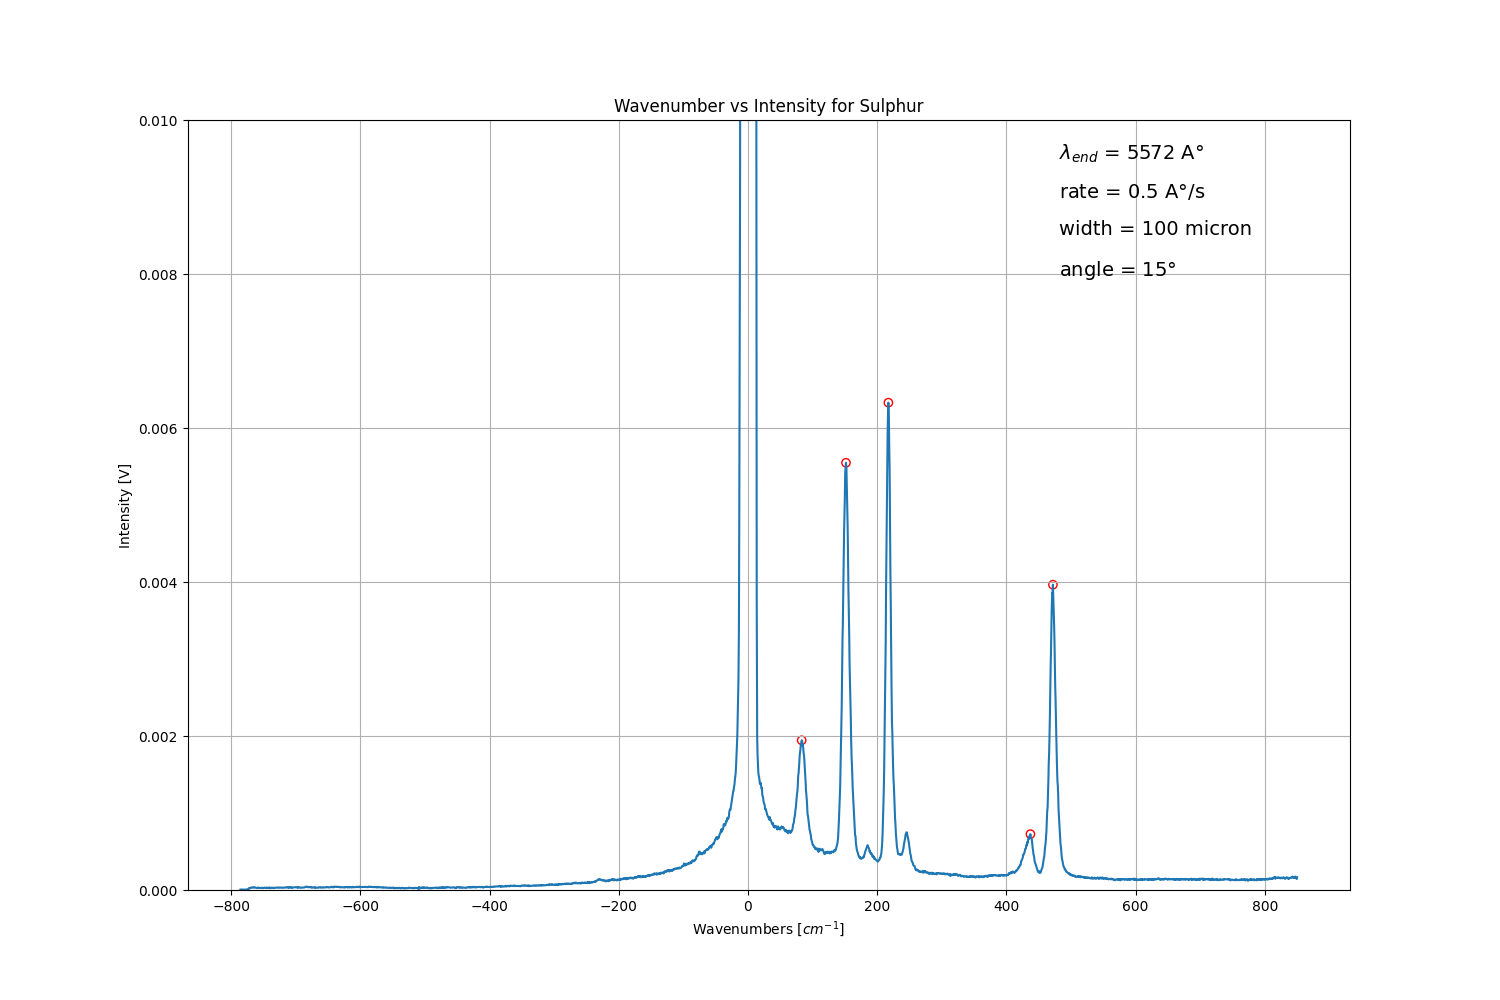 Wavenumber vs Intensity for Sulphur
λend = 5572 A°
rate = 0.5 A°/s
width = 100 micron
angle = 15°
Intensity [V]
0.010
0.008
0.006
0.004
0.002
0.000
−800 −600 −400 −200 0 200 400 600 800
Wavenumbers [cm⁻¹]